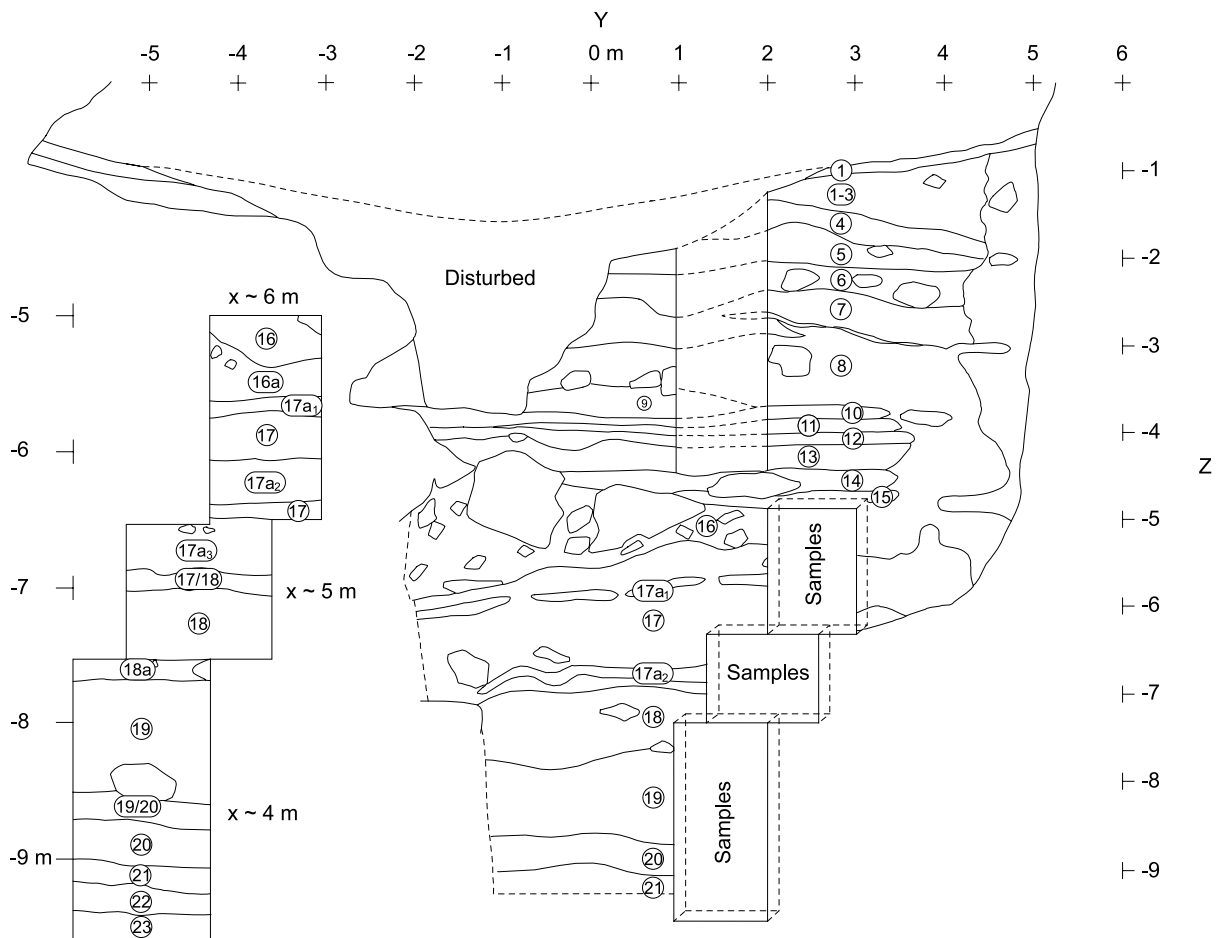 Y
-5 -4 -3 -2 -1 0 m 1 2 3 4 5 6
-1
-2
-3
-4
-5
-6
-7
-8
-9
Z
Disturbed
1
1-3
4
5
6
7
8
9
10
11
12
13
14
15
16
17a1
17
17a2
18
19
20
21
Samples
Samples
Samples
x ~ 6 m
-5
-6
-7
-8
-9 m
16
16a
17a1
17
17a2
17
x ~ 5 m
17a3
17/18
18
x ~ 4 m
18a
19
19/20
20
21
22
23